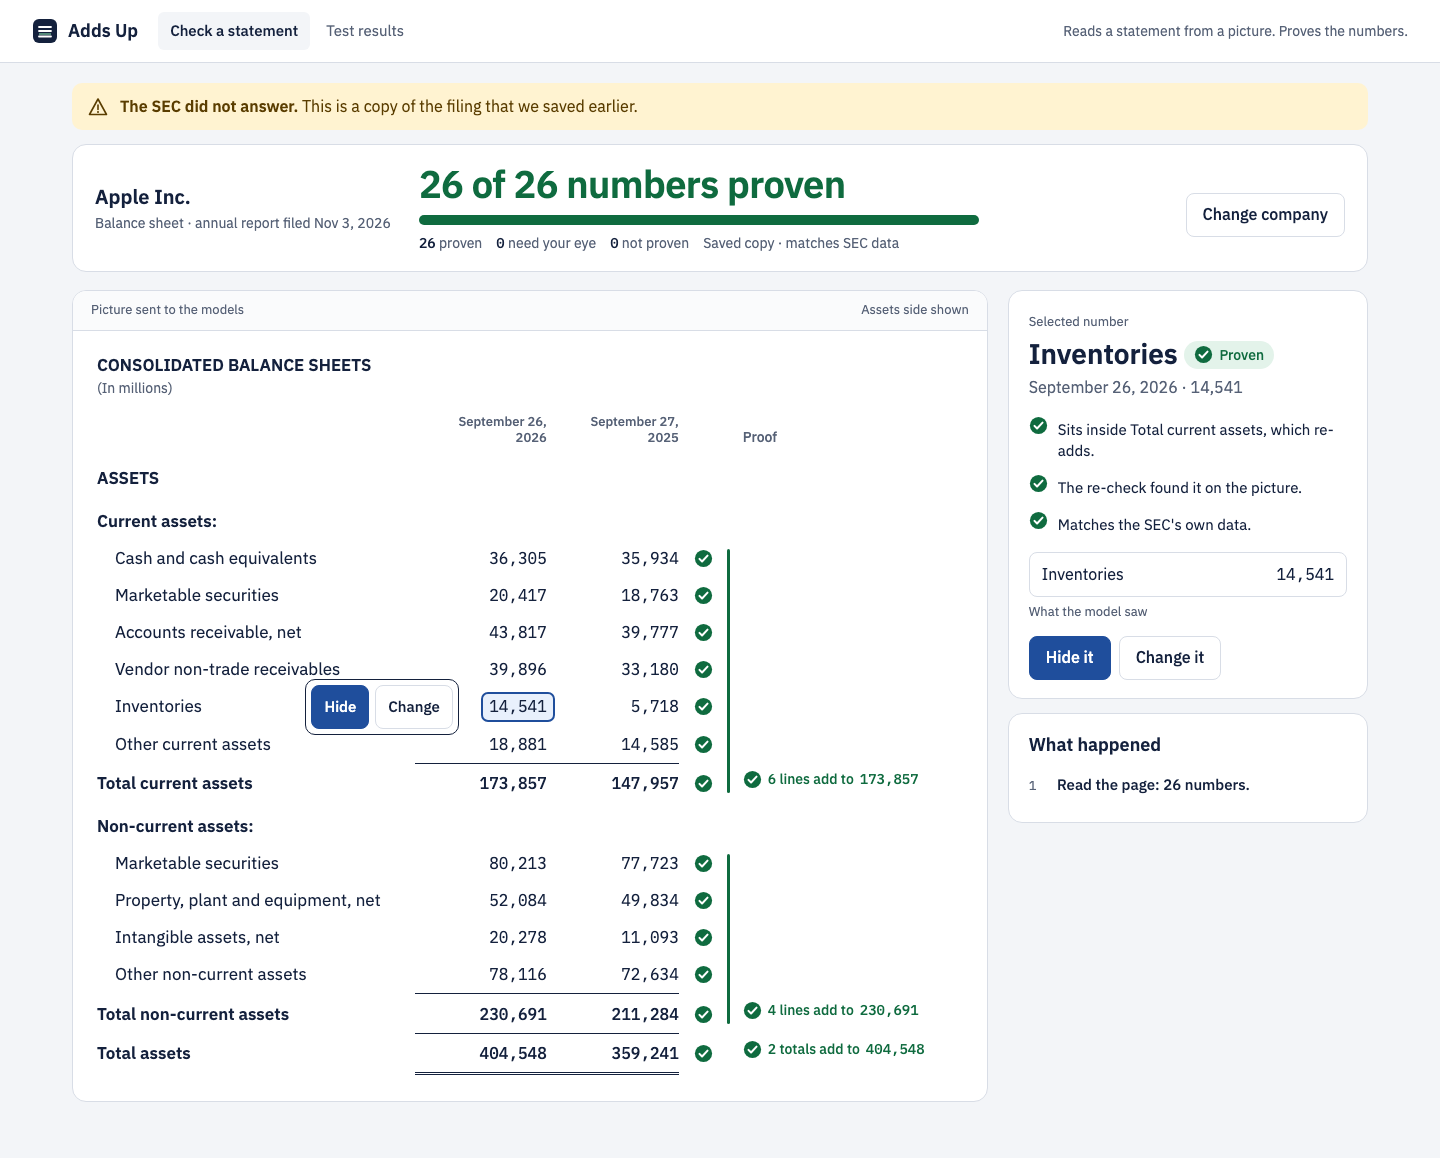 Adds Up
Check a statement
Test results
Reads a statement from a picture. Proves the numbers.
The SEC did not answer. This is a copy of the filing that we saved earlier.
Apple Inc.
Balance sheet · annual report filed Nov 3, 2026
26 of 26 numbers proven
26 proven 0 need your eye 0 not proven Saved copy · matches SEC data
Change company
Picture sent to the models
Assets side shown
CONSOLIDATED BALANCE SHEETS
(In millions)
September 26, 2026
September 27, 2025
Proof
ASSETS
Current assets:
Cash and cash equivalents 36,305 35,934
Marketable securities 20,417 18,763
Accounts receivable, net 43,817 39,777
Vendor non-trade receivables 39,896 33,180
Inventories Hide Change 14,541 5,718
Other current assets 18,881 14,585
Total current assets 173,857 147,957 6 lines add to 173,857
Non-current assets:
Marketable securities 80,213 77,723
Property, plant and equipment, net 52,084 49,834
Intangible assets, net 20,278 11,093
Other non-current assets 78,116 72,634
Total non-current assets 230,691 211,284 4 lines add to 230,691
Total assets 404,548 359,241 2 totals add to 404,548
Selected number
Inventories Proven
September 26, 2026 · 14,541
Sits inside Total current assets, which re-
adds.
The re-check found it on the picture.
Matches the SEC's own data.
Inventories 14,541
What the model saw
Hide it Change it
What happened
1 Read the page: 26 numbers.